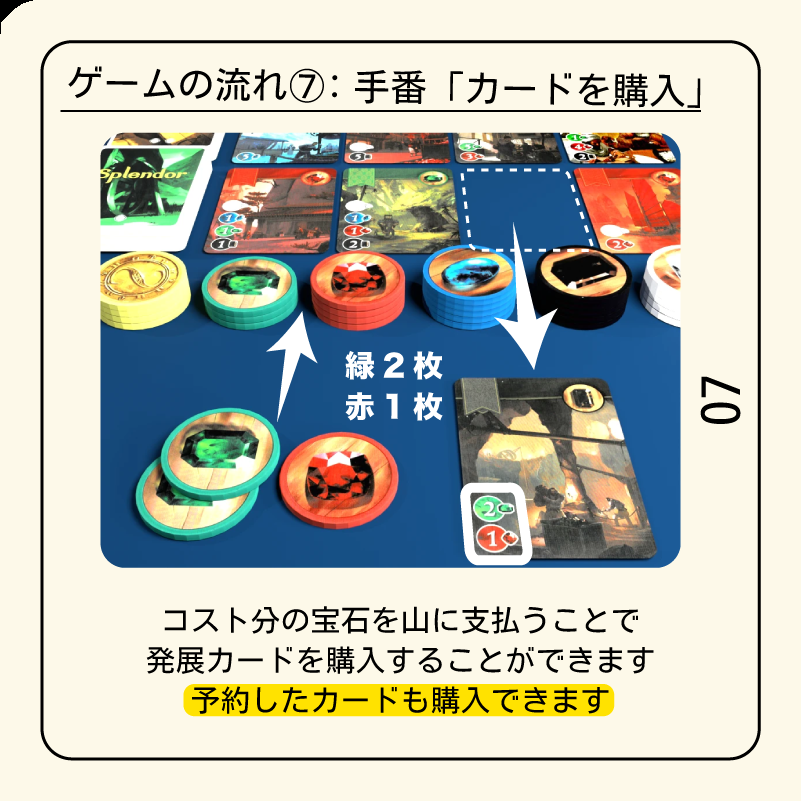 ゲームの流れ⑦: 手番「カードを購入」
Splendor
緑2枚
赤1枚
2
1
07
コスト分の宝石を山に支払うことで
発展カードを購入することができます
予約したカードも購入できます